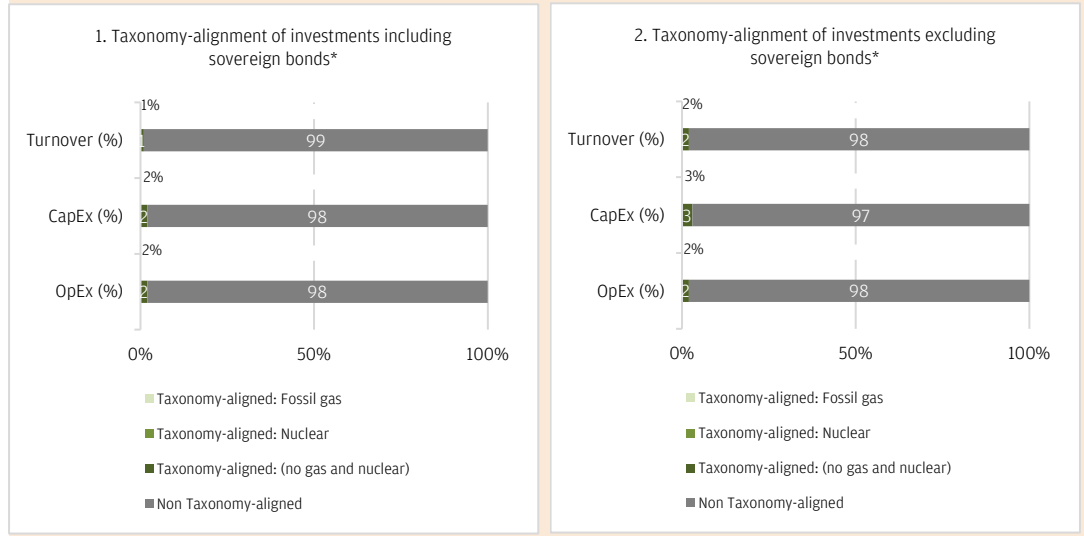 1. Taxonomy-alignment of investments including
sovereign bonds*
1%
Turnover (%)
1
99
2%
CapEx (%)
2
98
2%
OpEx (%)
2
98
0%
50%
100%
Taxonomy-aligned: Fossil gas
Taxonomy-aligned: Nuclear
Taxonomy-aligned: (no gas and nuclear)
Non Taxonomy-aligned
2. Taxonomy-alignment of investments excluding
sovereign bonds*
2%
Turnover (%)
2
98
3%
CapEx (%)
3
97
2%
OpEx (%)
2
98
0%
50%
100%
Taxonomy-aligned: Fossil gas
Taxonomy-aligned: Nuclear
Taxonomy-aligned: (no gas and nuclear)
Non Taxonomy-aligned